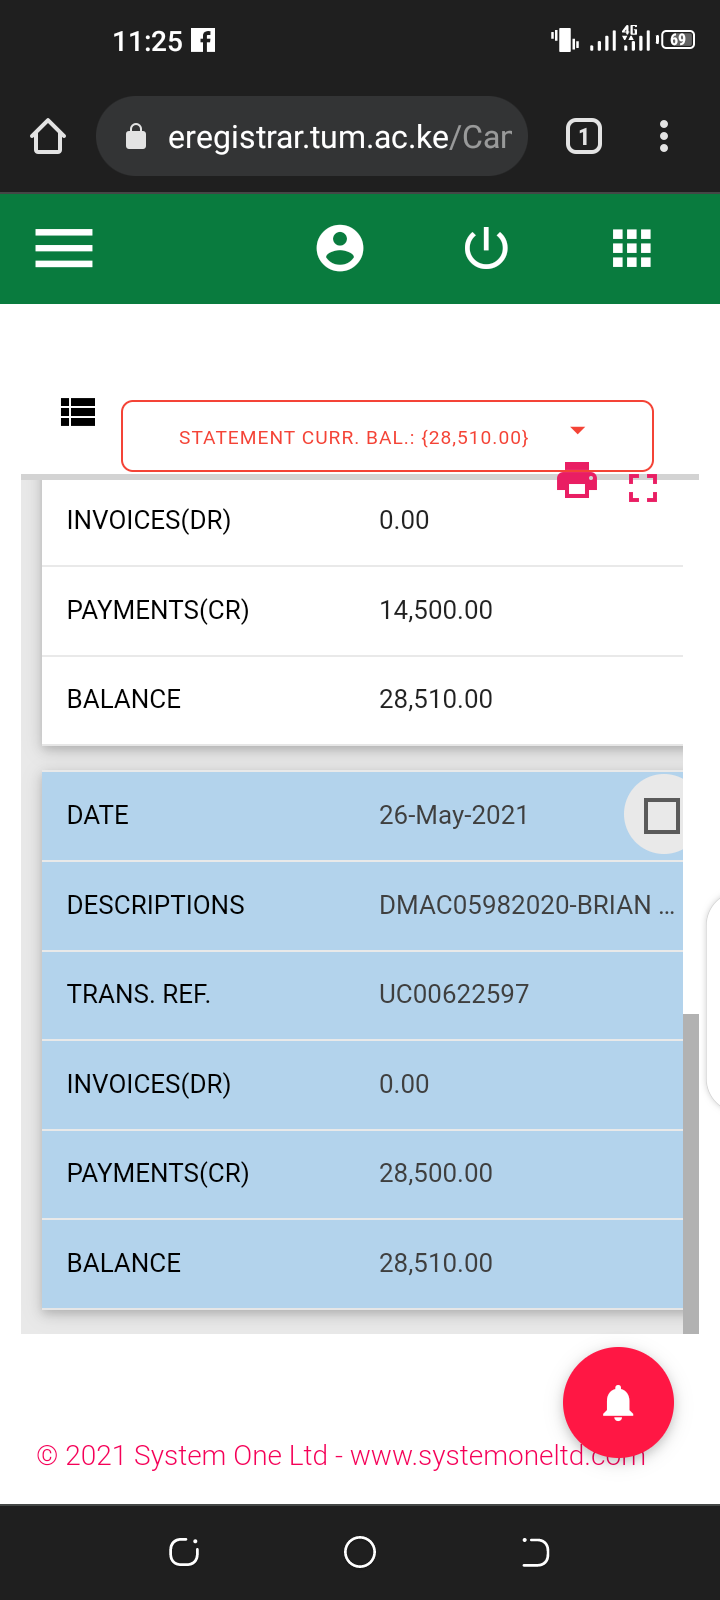 11:25
4G
69
eregistrar.tum.ac.ke/Car
1
STATEMENT CURR. BAL.: {28,510.00}
INVOICES(DR) 0.00
PAYMENTS(CR) 14,500.00
BALANCE 28,510.00
DATE 26-May-2021
DESCRIPTIONS DMAC05982020-BRIAN ...
TRANS. REF. UC00622597
INVOICES(DR) 0.00
PAYMENTS(CR) 28,500.00
BALANCE 28,510.00
© 2021 System One Ltd - www.systemoneltd.com